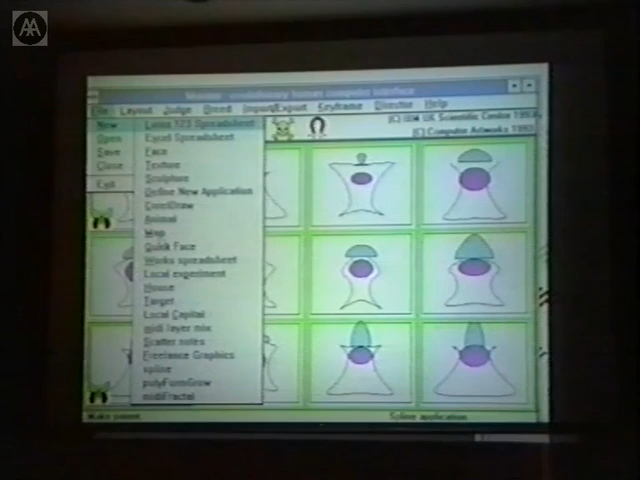 AA
Mutator - evolutionary human computer interface
File Layout Judge Breed Import/Export Keyframe Director Help
New
Open
Save
Close
Exit
Lotus 123 Spreadsheet
Excel Spreadsheet
Face
Texture
Sculpture
Define New Application
CorelDraw
Animal
Map
Quick Face
Works spreadsheet
Local experiment
House
Target
Local Capital
midi layer mix
Scatter notes
Freelance Graphics
spline
polyFormGrow
midiFractal
(C) IBM UK Scientific Centre
(C) Computer Artworks 1993
Make parent
Spline application